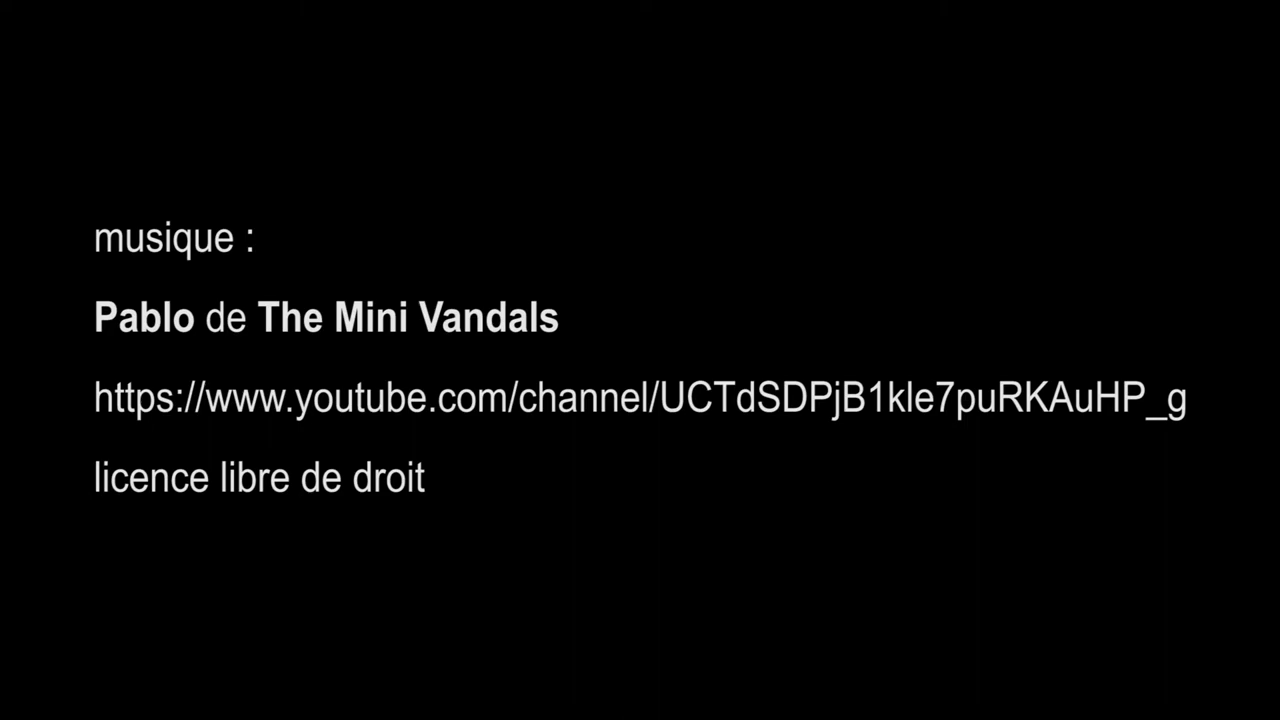 musique :
Pablo de The Mini Vandals
https://www.youtube.com/channel/UCTdSDPjB1kle7puRKAuHP_g
licence libre de droit